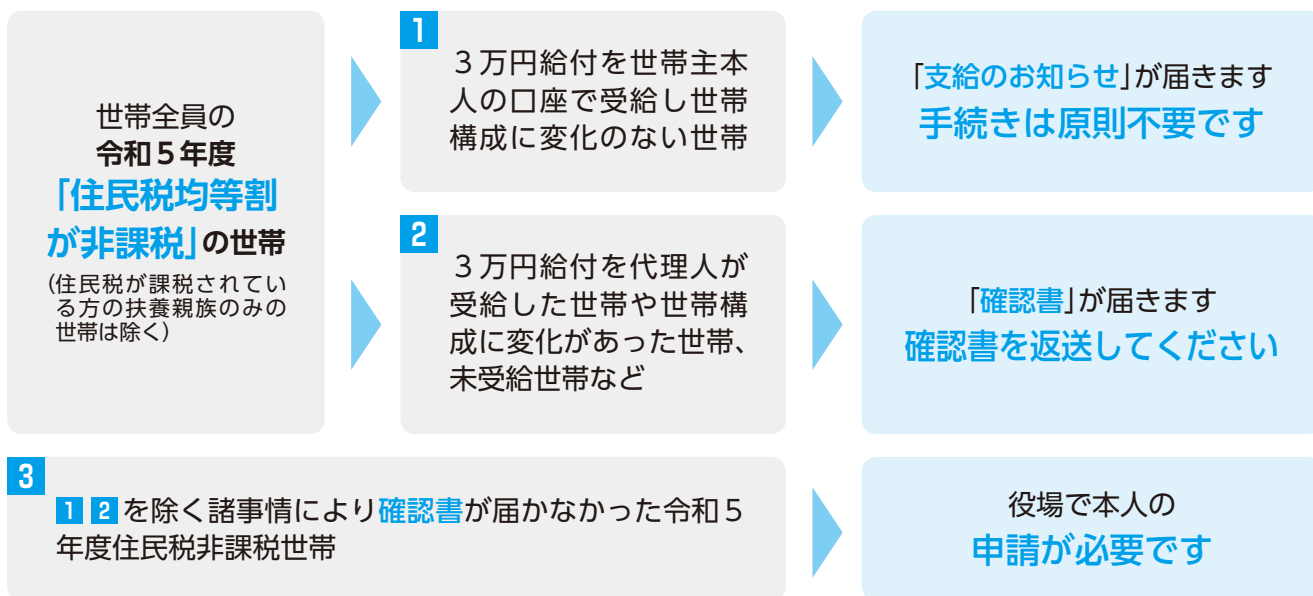 世帯全員の
令和５年度
「住民税均等割
が非課税」の世帯
（住民税が課税されてい
る方の扶養親族のみの
世帯は除く）
1
３万円給付を世帯主本
人の口座で受給し世帯
構成に変化のない世帯
「支給のお知らせ」が届きます
手続きは原則不要です
2
３万円給付を代理人が
受給した世帯や世帯構
成に変化があった世帯、
未受給世帯など
「確認書」が届きます
確認書を返送してください
3
1 2 を除く諸事情により確認書が届かなかった令和５
年度住民税非課税世帯
役場で本人の
申請が必要です